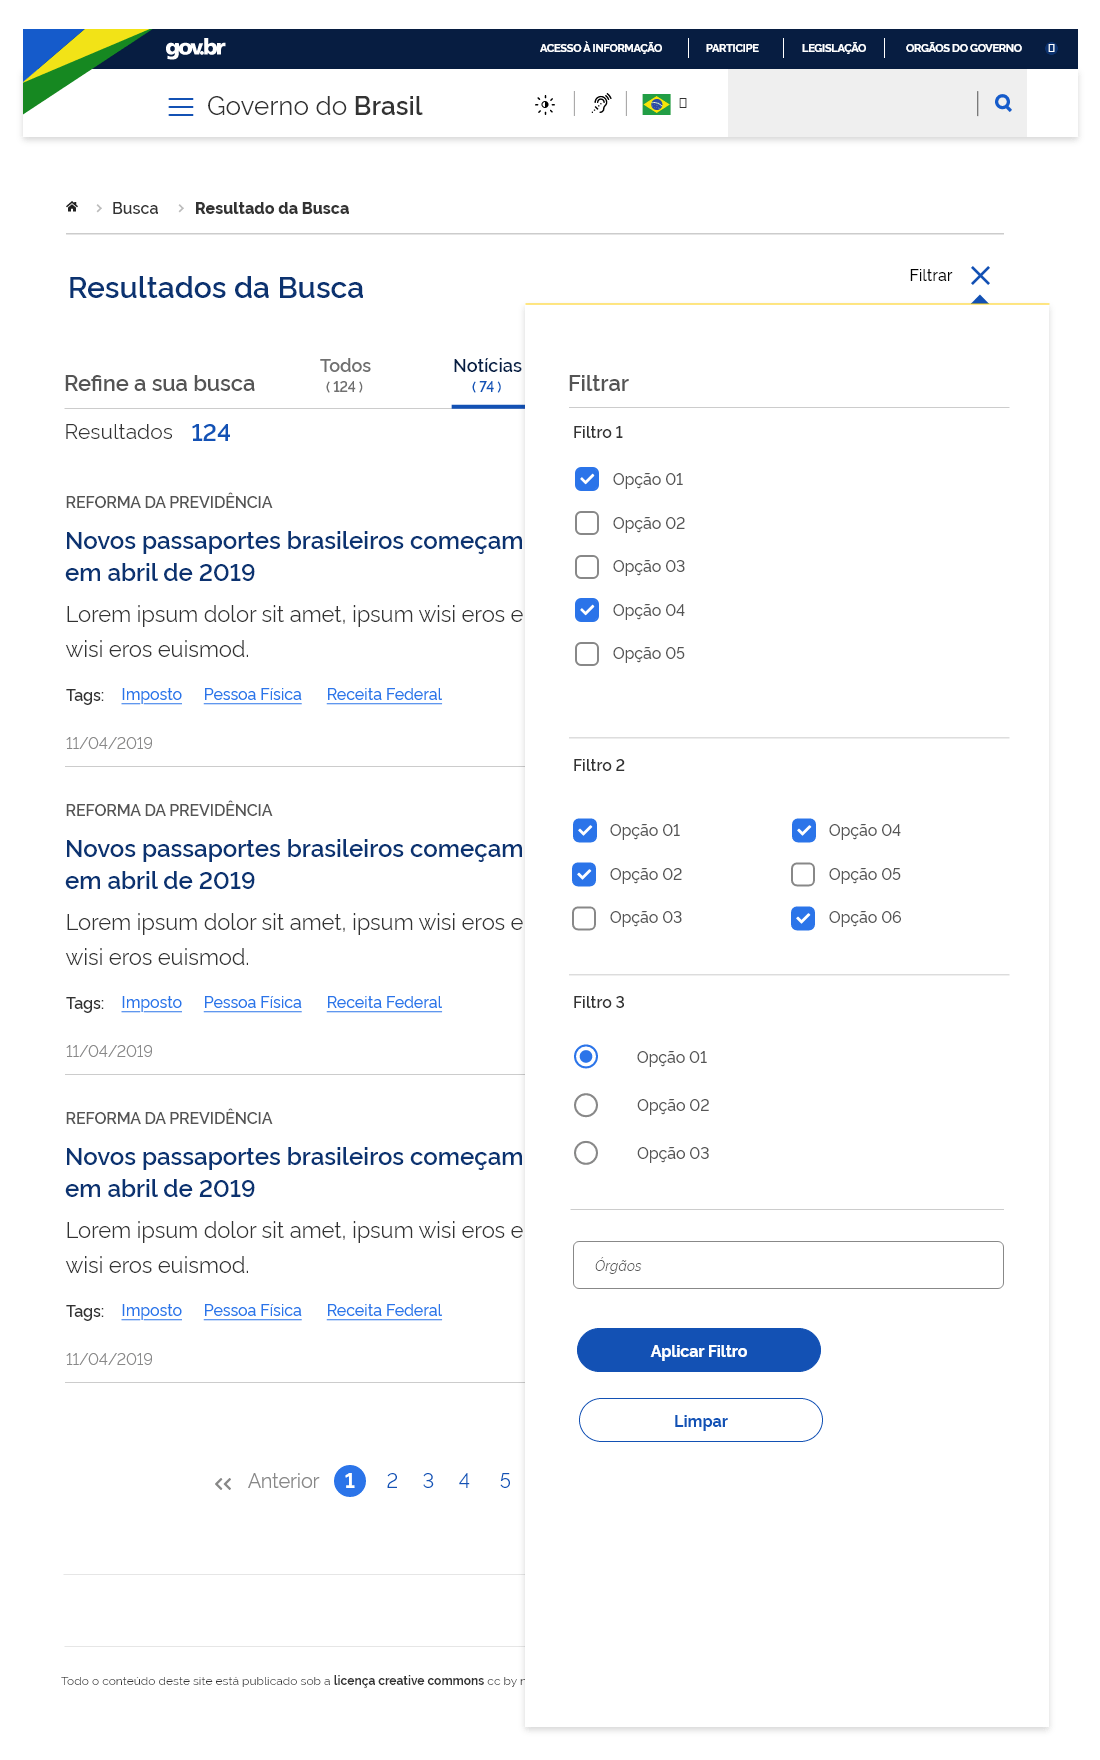 gov.br
ACESSO À INFORMAÇÃO
PARTICIPE
LEGISLAÇÃO
ORGÃOS DO GOVERNO
Governo do Brasil
Busca
Resultado da Busca
Resultados da Busca
Filtrar
Refine a sua busca
Todos
( 124 )
Notícias
( 74 )
Resultados 124
REFORMA DA PREVIDÊNCIA
Novos passaportes brasileiros começam
em abril de 2019
Lorem ipsum dolor sit amet, ipsum wisi eros e
wisi eros euismod.
Tags: Imposto Pessoa Física Receita Federal
11/04/2019
REFORMA DA PREVIDÊNCIA
Novos passaportes brasileiros começam
em abril de 2019
Lorem ipsum dolor sit amet, ipsum wisi eros e
wisi eros euismod.
Tags: Imposto Pessoa Física Receita Federal
11/04/2019
REFORMA DA PREVIDÊNCIA
Novos passaportes brasileiros começam
em abril de 2019
Lorem ipsum dolor sit amet, ipsum wisi eros e
wisi eros euismod.
Tags: Imposto Pessoa Física Receita Federal
11/04/2019
Anterior 1 2 3 4 5
Todo o conteúdo deste site está publicado sob a licença creative commons cc by n
Filtrar
Filtro 1
Opção 01
Opção 02
Opção 03
Opção 04
Opção 05
Filtro 2
Opção 01
Opção 02
Opção 03
Opção 04
Opção 05
Opção 06
Filtro 3
Opção 01
Opção 02
Opção 03
Órgãos
Aplicar Filtro
Limpar